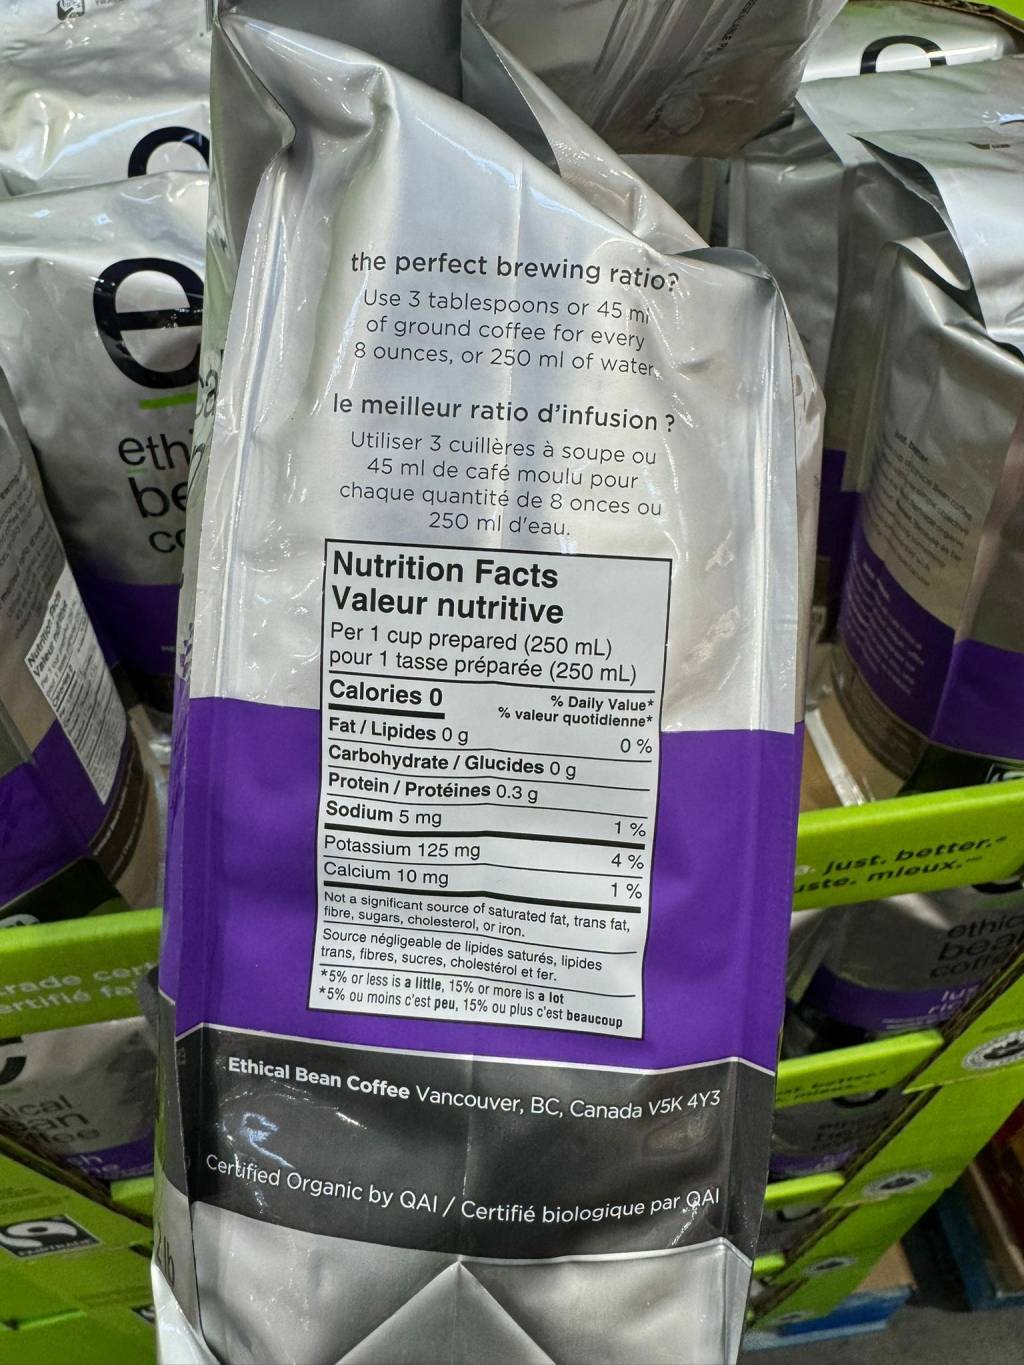 the perfect brewing ratio?
Use 3 tablespoons or 45 ml
of ground coffee for every
8 ounces, or 250 ml of water.
le meilleur ratio d'infusion ?
Utiliser 3 cuillères à soupe ou
45 ml de café moulu pour
chaque quantité de 8 onces ou
250 ml d'eau.
Nutrition Facts
Valeur nutritive
Per 1 cup prepared (250 mL)
pour 1 tasse préparée (250 mL)
Calories 0
% Daily Value*
% valeur quotidienne*
Fat / Lipides 0 g 0 %
Carbohydrate / Glucides 0 g
Protein / Protéines 0.3 g
Sodium 5 mg 1 %
Potassium 125 mg 4 %
Calcium 10 mg 1 %
Not a significant source of saturated fat, trans fat,
fibre, sugars, cholesterol, or iron.
Source négligeable de lipides saturés, lipides
trans, fibres, sucres, cholestérol et fer.
*5% or less is a little, 15% or more is a lot
*5% ou moins c'est peu, 15% ou plus c'est beaucoup
Ethical Bean Coffee Vancouver, BC, Canada V5K 4Y3
Certified Organic by QAI / Certifié biologique par QAI
e
eth
be
co
just. better.
mieux.